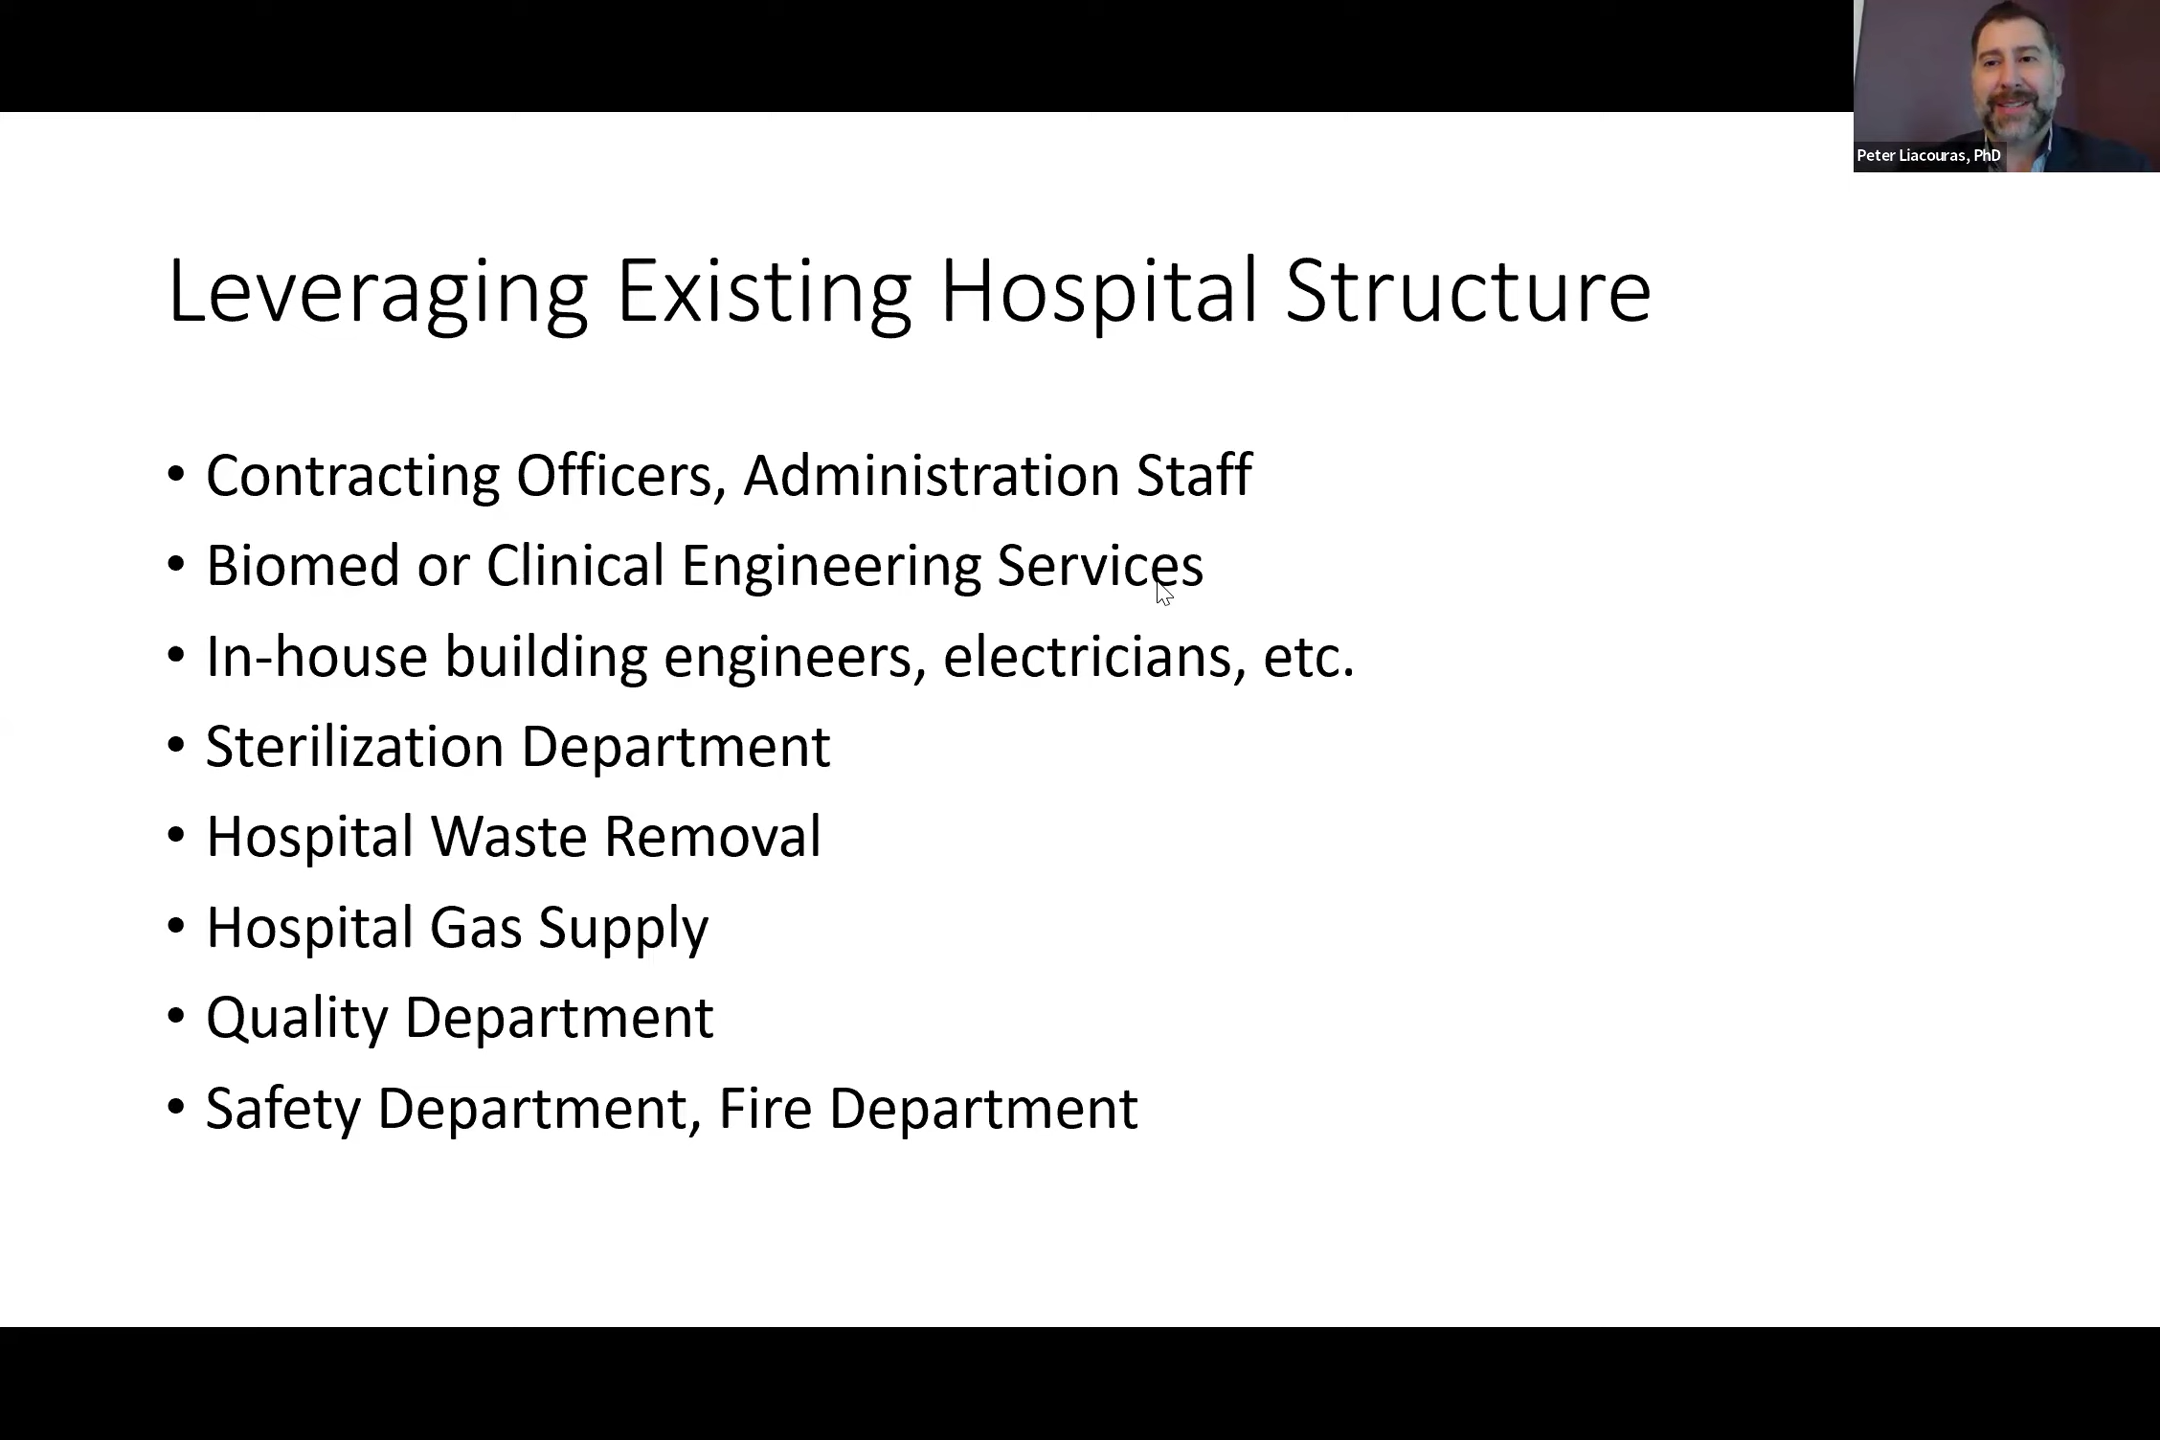 Peter Liacouras, PhD
Leveraging Existing Hospital Structure
• Contracting Officers, Administration Staff
• Biomed or Clinical Engineering Services
• In-house building engineers, electricians, etc.
• Sterilization Department
• Hospital Waste Removal
• Hospital Gas Supply
• Quality Department
• Safety Department, Fire Department